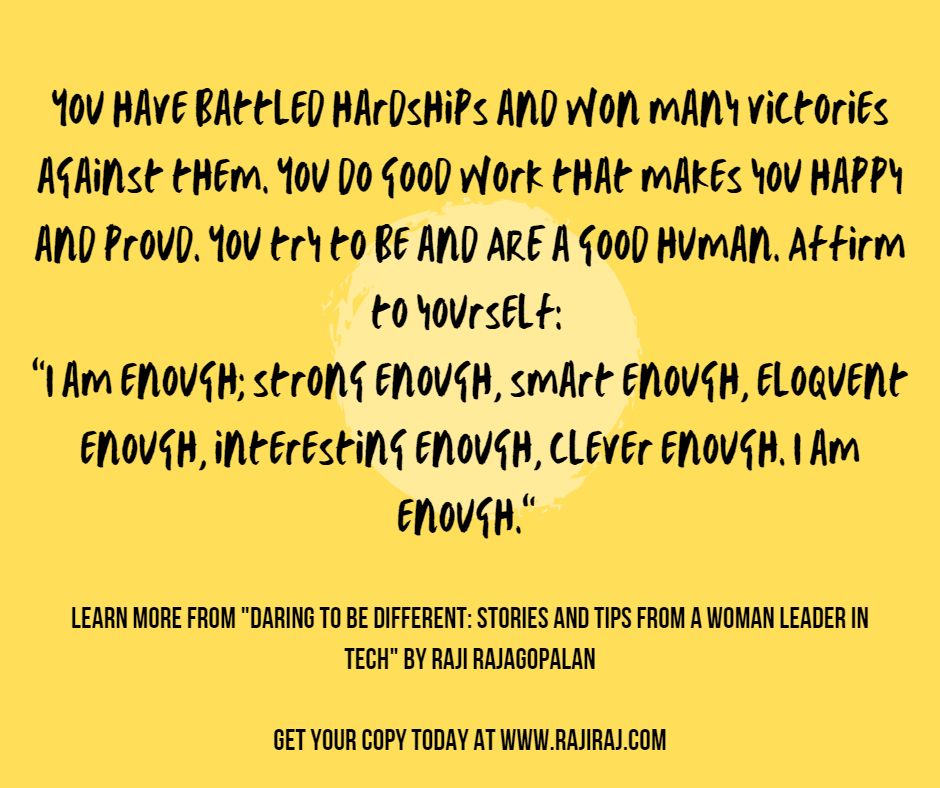 YOU HAVE BATTLED HARDSHIPS AND WON MANY VICTORIES
AGAINST THEM. YOU DO GOOD WORK THAT MAKES YOU HAPPY
AND PROUD. YOU TRY TO BE AND ARE A GOOD HUMAN. AFFIRM
TO YOURSELF:
“I AM ENOUGH; STRONG ENOUGH, SMART ENOUGH, ELOQUENT
ENOUGH, INTERESTING ENOUGH, CLEVER ENOUGH. I AM
ENOUGH.“
LEARN MORE FROM "DARING TO BE DIFFERENT: STORIES AND TIPS FROM A WOMAN LEADER IN
TECH" BY RAJI RAJAGOPALAN
GET YOUR COPY TODAY AT WWW.RAJIRAJ.COM